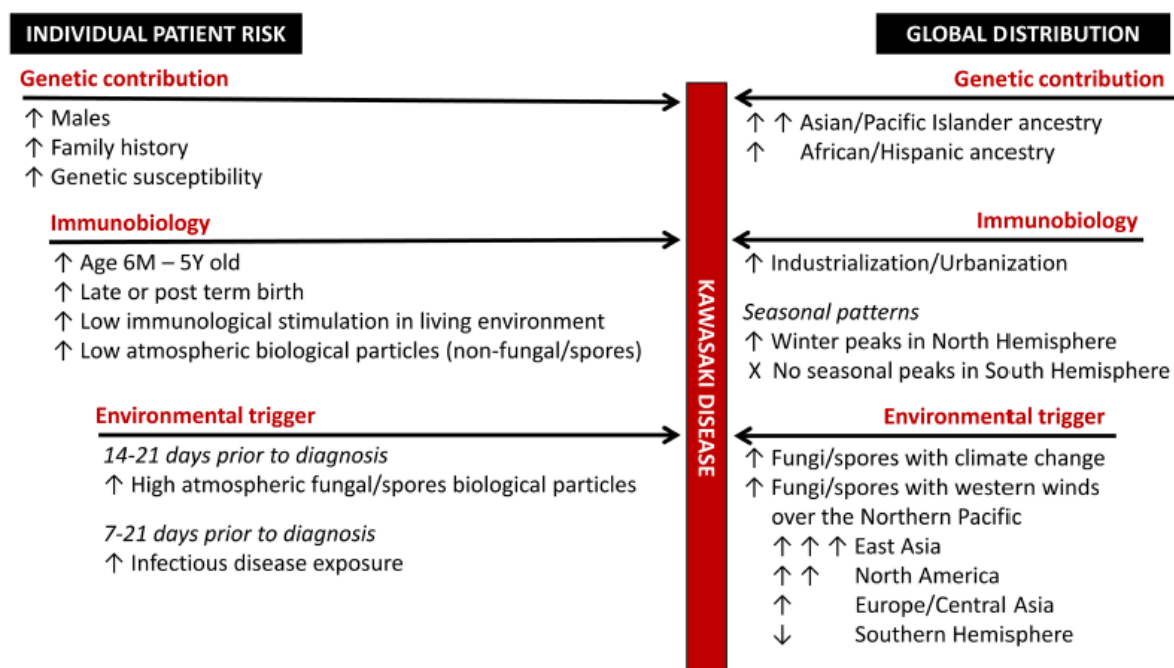 INDIVIDUAL PATIENT RISK
Genetic contribution
↑ Males
↑ Family history
↑ Genetic susceptibility
Immunobiology
↑ Age 6M – 5Y old
↑ Late or post term birth
↑ Low immunological stimulation in living environment
↑ Low atmospheric biological particles (non-fungal/spores)
Environmental trigger
14-21 days prior to diagnosis
↑ High atmospheric fungal/spores biological particles
7-21 days prior to diagnosis
↑ Infectious disease exposure
KAWASAKI DISEASE
GLOBAL DISTRIBUTION
Genetic contribution
↑ ↑ Asian/Pacific Islander ancestry
↑ African/Hispanic ancestry
Immunobiology
↑ Industrialization/Urbanization
Seasonal patterns
↑ Winter peaks in North Hemisphere
X No seasonal peaks in South Hemisphere
Environmental trigger
↑ Fungi/spores with climate change
↑ Fungi/spores with western winds
over the Northern Pacific
↑ ↑ ↑ East Asia
↑ ↑ North America
↑ Europe/Central Asia
↓ Southern Hemisphere